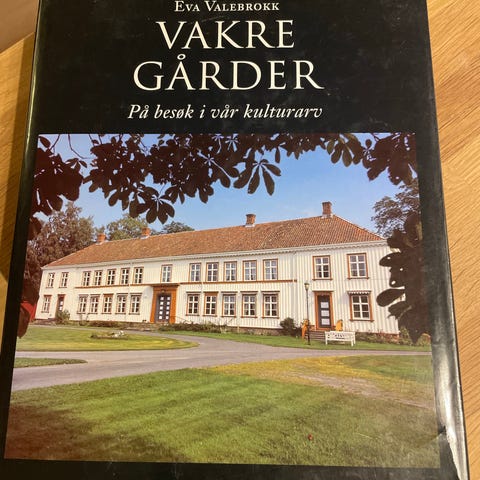 EVA VALEBROKK
VAKRE
GÅRDER
På besøk i vår kulturarv